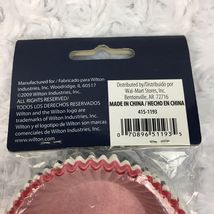 Manufactured for / Fabricado para Wilton
Industries, Inc. Woodridge, IL 60517
©2009 Wilton Industries, Inc.
ALL RIGHTS RESERVED/
TODOS LOS DERECHOS RESERVADOS
Wilton and the Wilton logo are
trademarks of Wilton Industries, Inc.
Wilton y el logotipo de Wilton son marcas
comerciales de Wilton Industries, Inc.
www.wilton.com
Distributed by/Distribuido por
Wal-Mart Stores, Inc.
Bentonville, AR 72716
MADE IN CHINA / HECHO EN CHINA
415-1193
0 70896 51193 5